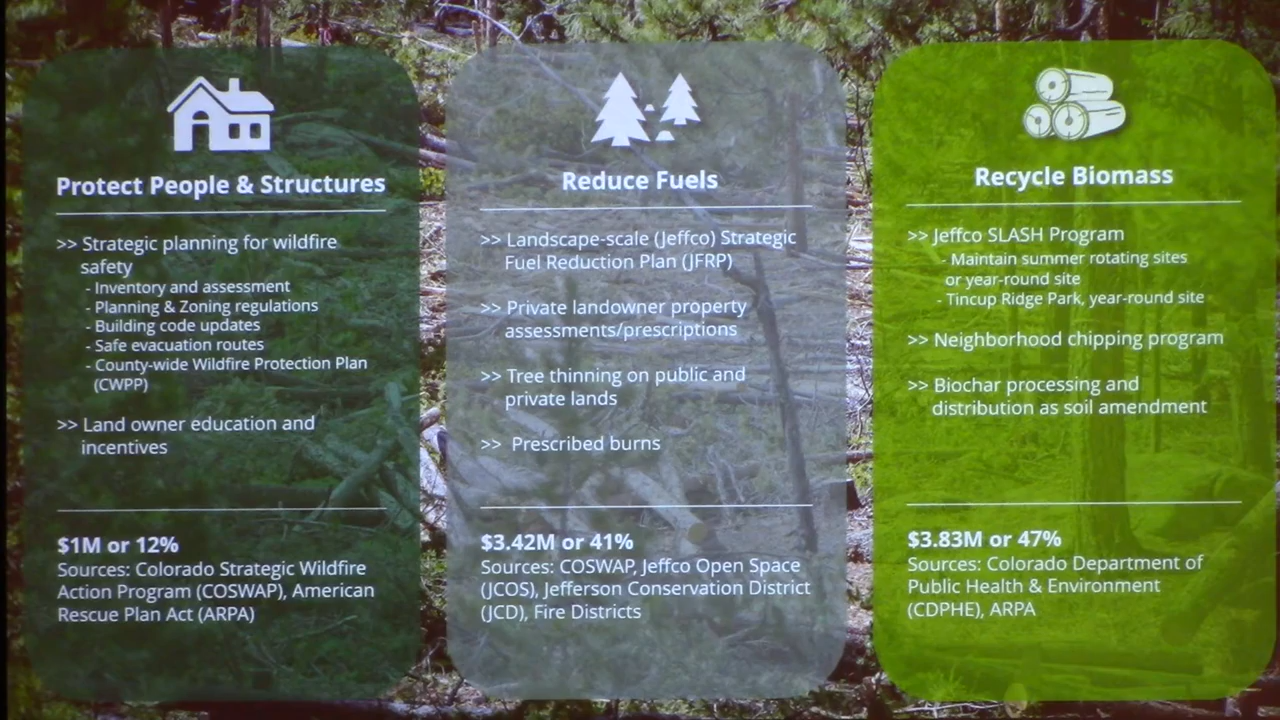 Protect People & Structures
>> Strategic planning for wildfire
safety
- Inventory and assessment
- Planning & Zoning regulations
- Building code updates
- Safe evacuation routes
- County-wide Wildfire Protection Plan
(CWPP)
>> Land owner education and
incentives
$1M or 12%
Sources: Colorado Strategic Wildfire
Action Program (COSWAP), American
Rescue Plan Act (ARPA)
Reduce Fuels
>> Landscape-scale (Jeffco) Strategic
Fuel Reduction Plan (JFRP)
>> Private landowner property
assessments/prescriptions
>> Tree thinning on public and
private lands
>> Prescribed burns
$3.42M or 41%
Sources: COSWAP, Jeffco Open Space
(JCOS), Jefferson Conservation District
(JCD), Fire Districts
Recycle Biomass
>> Jeffco SLASH Program
- Maintain summer rotating sites
or year-round site
- Tincup Ridge Park, year-round site
>> Neighborhood chipping program
>> Biochar processing and
distribution as soil amendment
$3.83M or 47%
Sources: Colorado Department of
Public Health & Environment
(CDPHE), ARPA